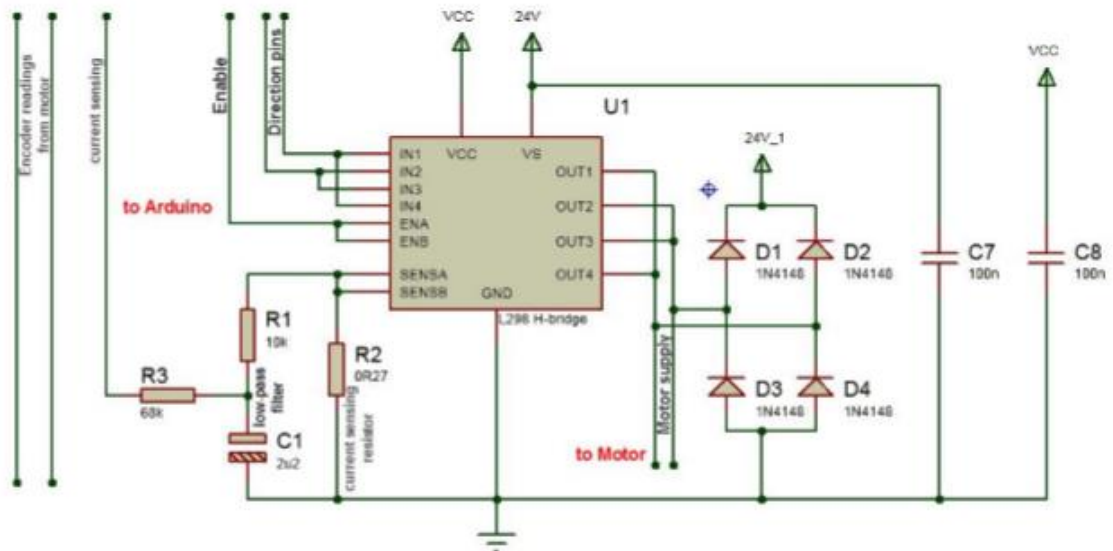 VCC
24V
VCC
Encoder readings
from motor
current sensing
Enable
Direction pins
U1
24V_1
IN1
IN2
IN3
IN4
ENA
ENB
SENSA
SENSB
VCC
VS
OUT1
OUT2
OUT3
OUT4
GND
L298 H-bridge
to Arduino
D1
1N4148
D2
1N4148
C7
100n
C8
100n
R1
10k
R2
0R27
R3
68k
low-pass
filter
C1
2u2
current sensing
resistor
Motor supply
D3
1N4148
D4
1N4148
to Motor